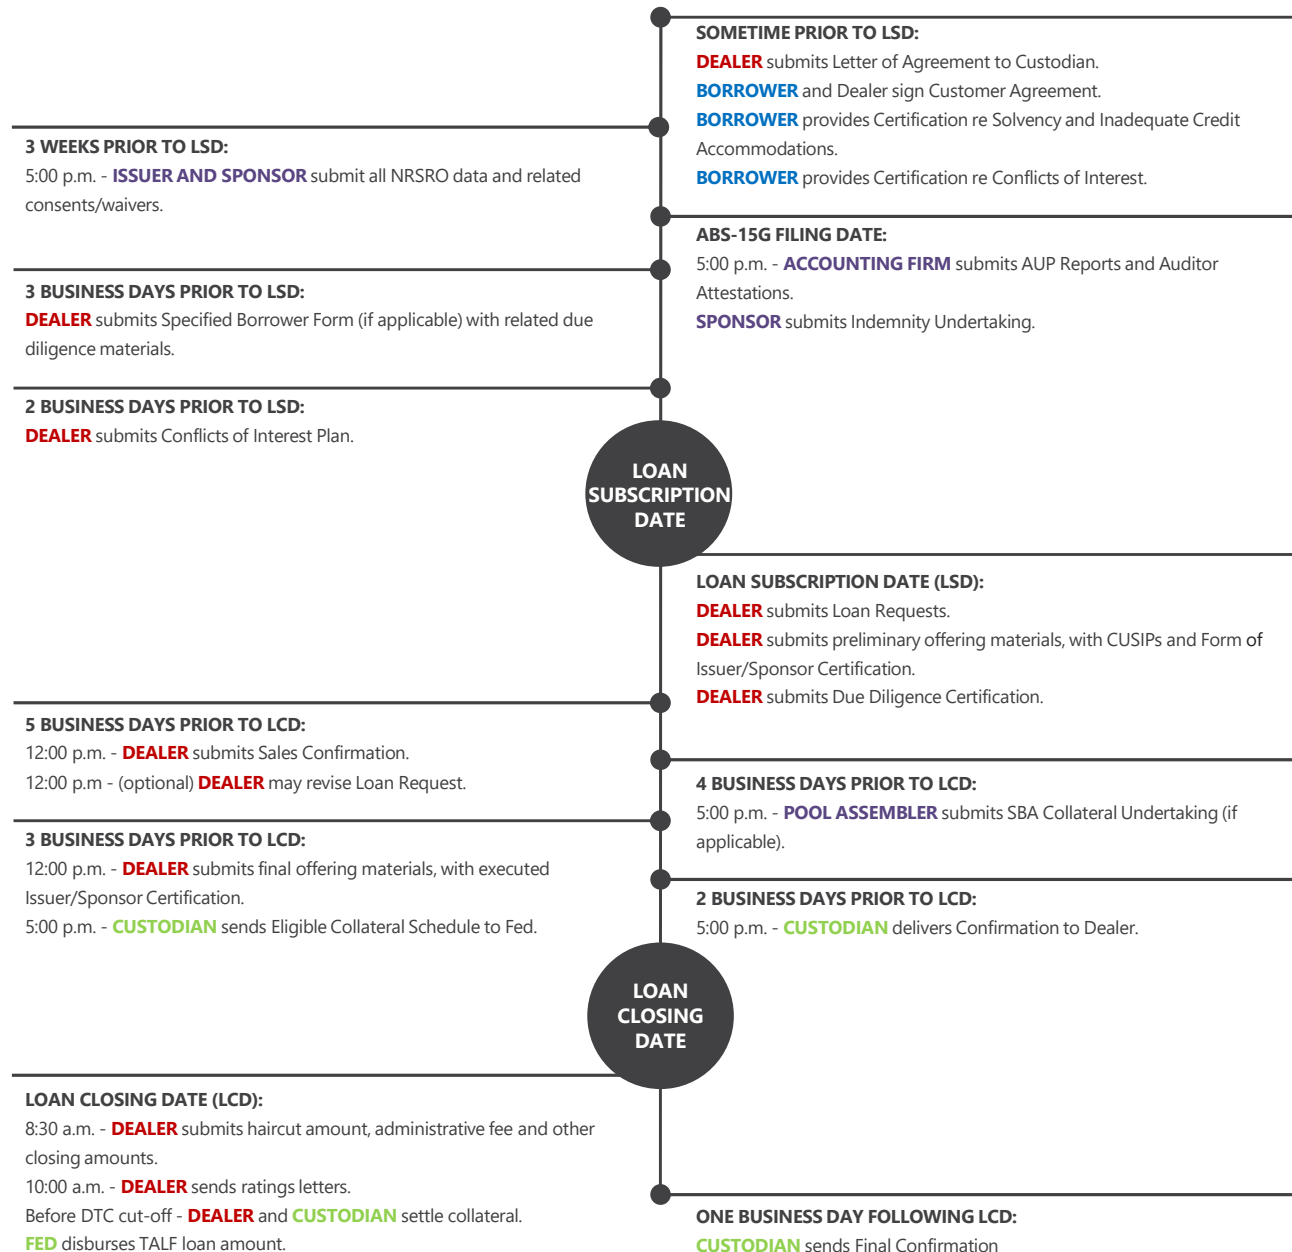 SOMETIME PRIOR TO LSD:
DEALER submits Letter of Agreement to Custodian.
BORROWER and Dealer sign Customer Agreement.
BORROWER provides Certification re Solvency and Inadequate Credit
Accommodations.
BORROWER provides Certification re Conflicts of Interest.
3 WEEKS PRIOR TO LSD:
5:00 p.m. - ISSUER AND SPONSOR submit all NRSRO data and related
consents/waivers.
ABS-15G FILING DATE:
5:00 p.m. - ACCOUNTING FIRM submits AUP Reports and Auditor
Attestations.
SPONSOR submits Indemnity Undertaking.
3 BUSINESS DAYS PRIOR TO LSD:
DEALER submits Specified Borrower Form (if applicable) with related due
diligence materials.
2 BUSINESS DAYS PRIOR TO LSD:
DEALER submits Conflicts of Interest Plan.
LOAN
SUBSCRIPTION
DATE
LOAN SUBSCRIPTION DATE (LSD):
DEALER submits Loan Requests.
DEALER submits preliminary offering materials, with CUSIPs and Form of
Issuer/Sponsor Certification.
DEALER submits Due Diligence Certification.
5 BUSINESS DAYS PRIOR TO LCD:
12:00 p.m. - DEALER submits Sales Confirmation.
12:00 p.m - (optional) DEALER may revise Loan Request.
4 BUSINESS DAYS PRIOR TO LCD:
5:00 p.m. - POOL ASSEMBLER submits SBA Collateral Undertaking (if
applicable).
3 BUSINESS DAYS PRIOR TO LCD:
12:00 p.m. - DEALER submits final offering materials, with executed
Issuer/Sponsor Certification.
5:00 p.m. - CUSTODIAN sends Eligible Collateral Schedule to Fed.
2 BUSINESS DAYS PRIOR TO LCD:
5:00 p.m. - CUSTODIAN delivers Confirmation to Dealer.
LOAN
CLOSING
DATE
LOAN CLOSING DATE (LCD):
8:30 a.m. - DEALER submits haircut amount, administrative fee and other
closing amounts.
10:00 a.m. - DEALER sends ratings letters.
Before DTC cut-off - DEALER and CUSTODIAN settle collateral.
FED disburses TALF loan amount.
ONE BUSINESS DAY FOLLOWING LCD:
CUSTODIAN sends Final Confirmation